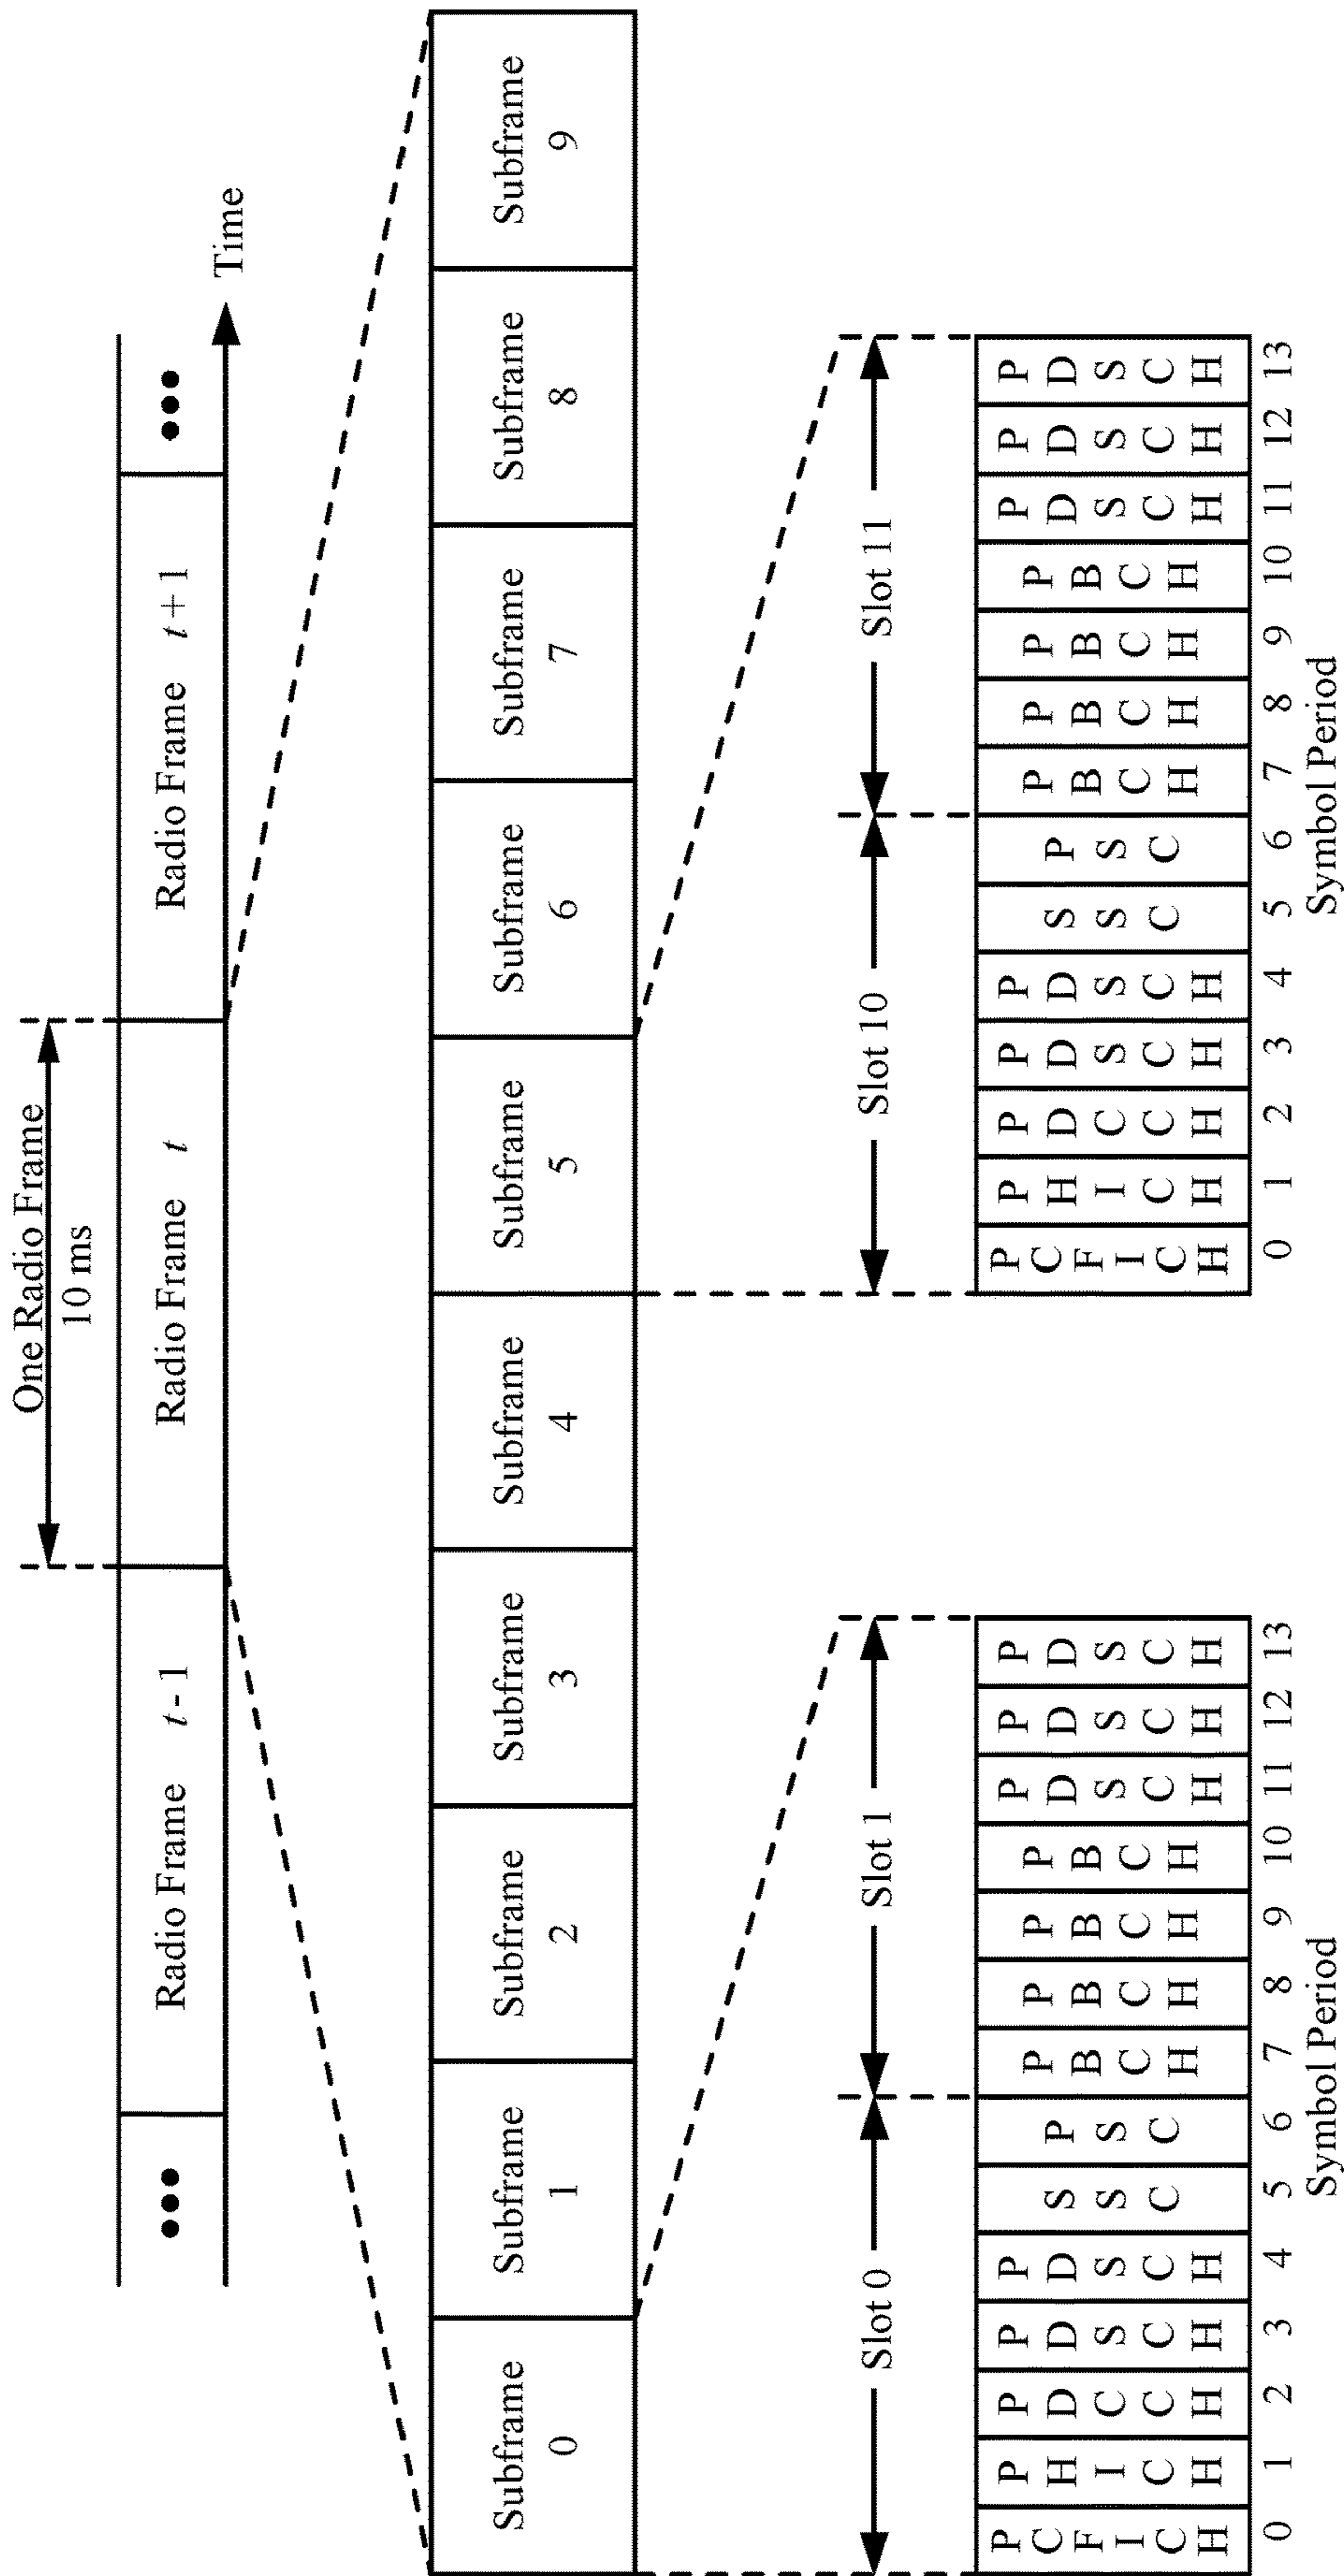 One Radio Frame
10 ms
••• Radio Frame t-1 Radio Frame t Radio Frame t+1 •••
Time
Subframe 0
Subframe 1
Subframe 2
Subframe 3
Subframe 4
Subframe 5
Subframe 6
Subframe 7
Subframe 8
Subframe 9
Slot 0 Slot 1
PCFICH PHICH PDCCH PDSCH PDSCH SSC PSC PBCH PBCH PBCH PBCH PDSCH PDSCH PDSCH
0 1 2 3 4 5 6 7 8 9 10 11 12 13
Symbol Period
Slot 10 Slot 11
PCFICH PHICH PDCCH PDSCH PDSCH SSC PSC PBCH PBCH PBCH PBCH PDSCH PDSCH PDSCH
0 1 2 3 4 5 6 7 8 9 10 11 12 13
Symbol Period